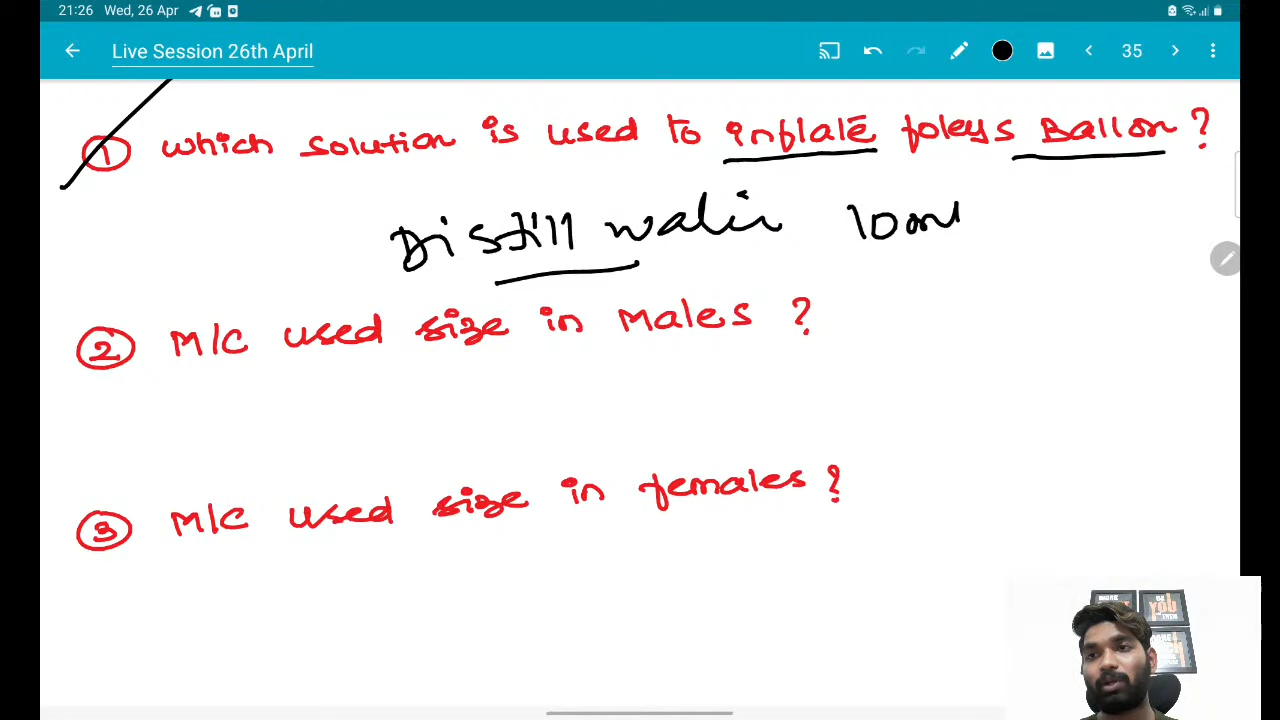 21:26 Wed, 26 Apr
Live Session 26th April
35
① which solution is used to inflate foleys Ballon ?
Distill water 10ml
② M/C used size in Males ?
③ M/C used size in females ?
YOU